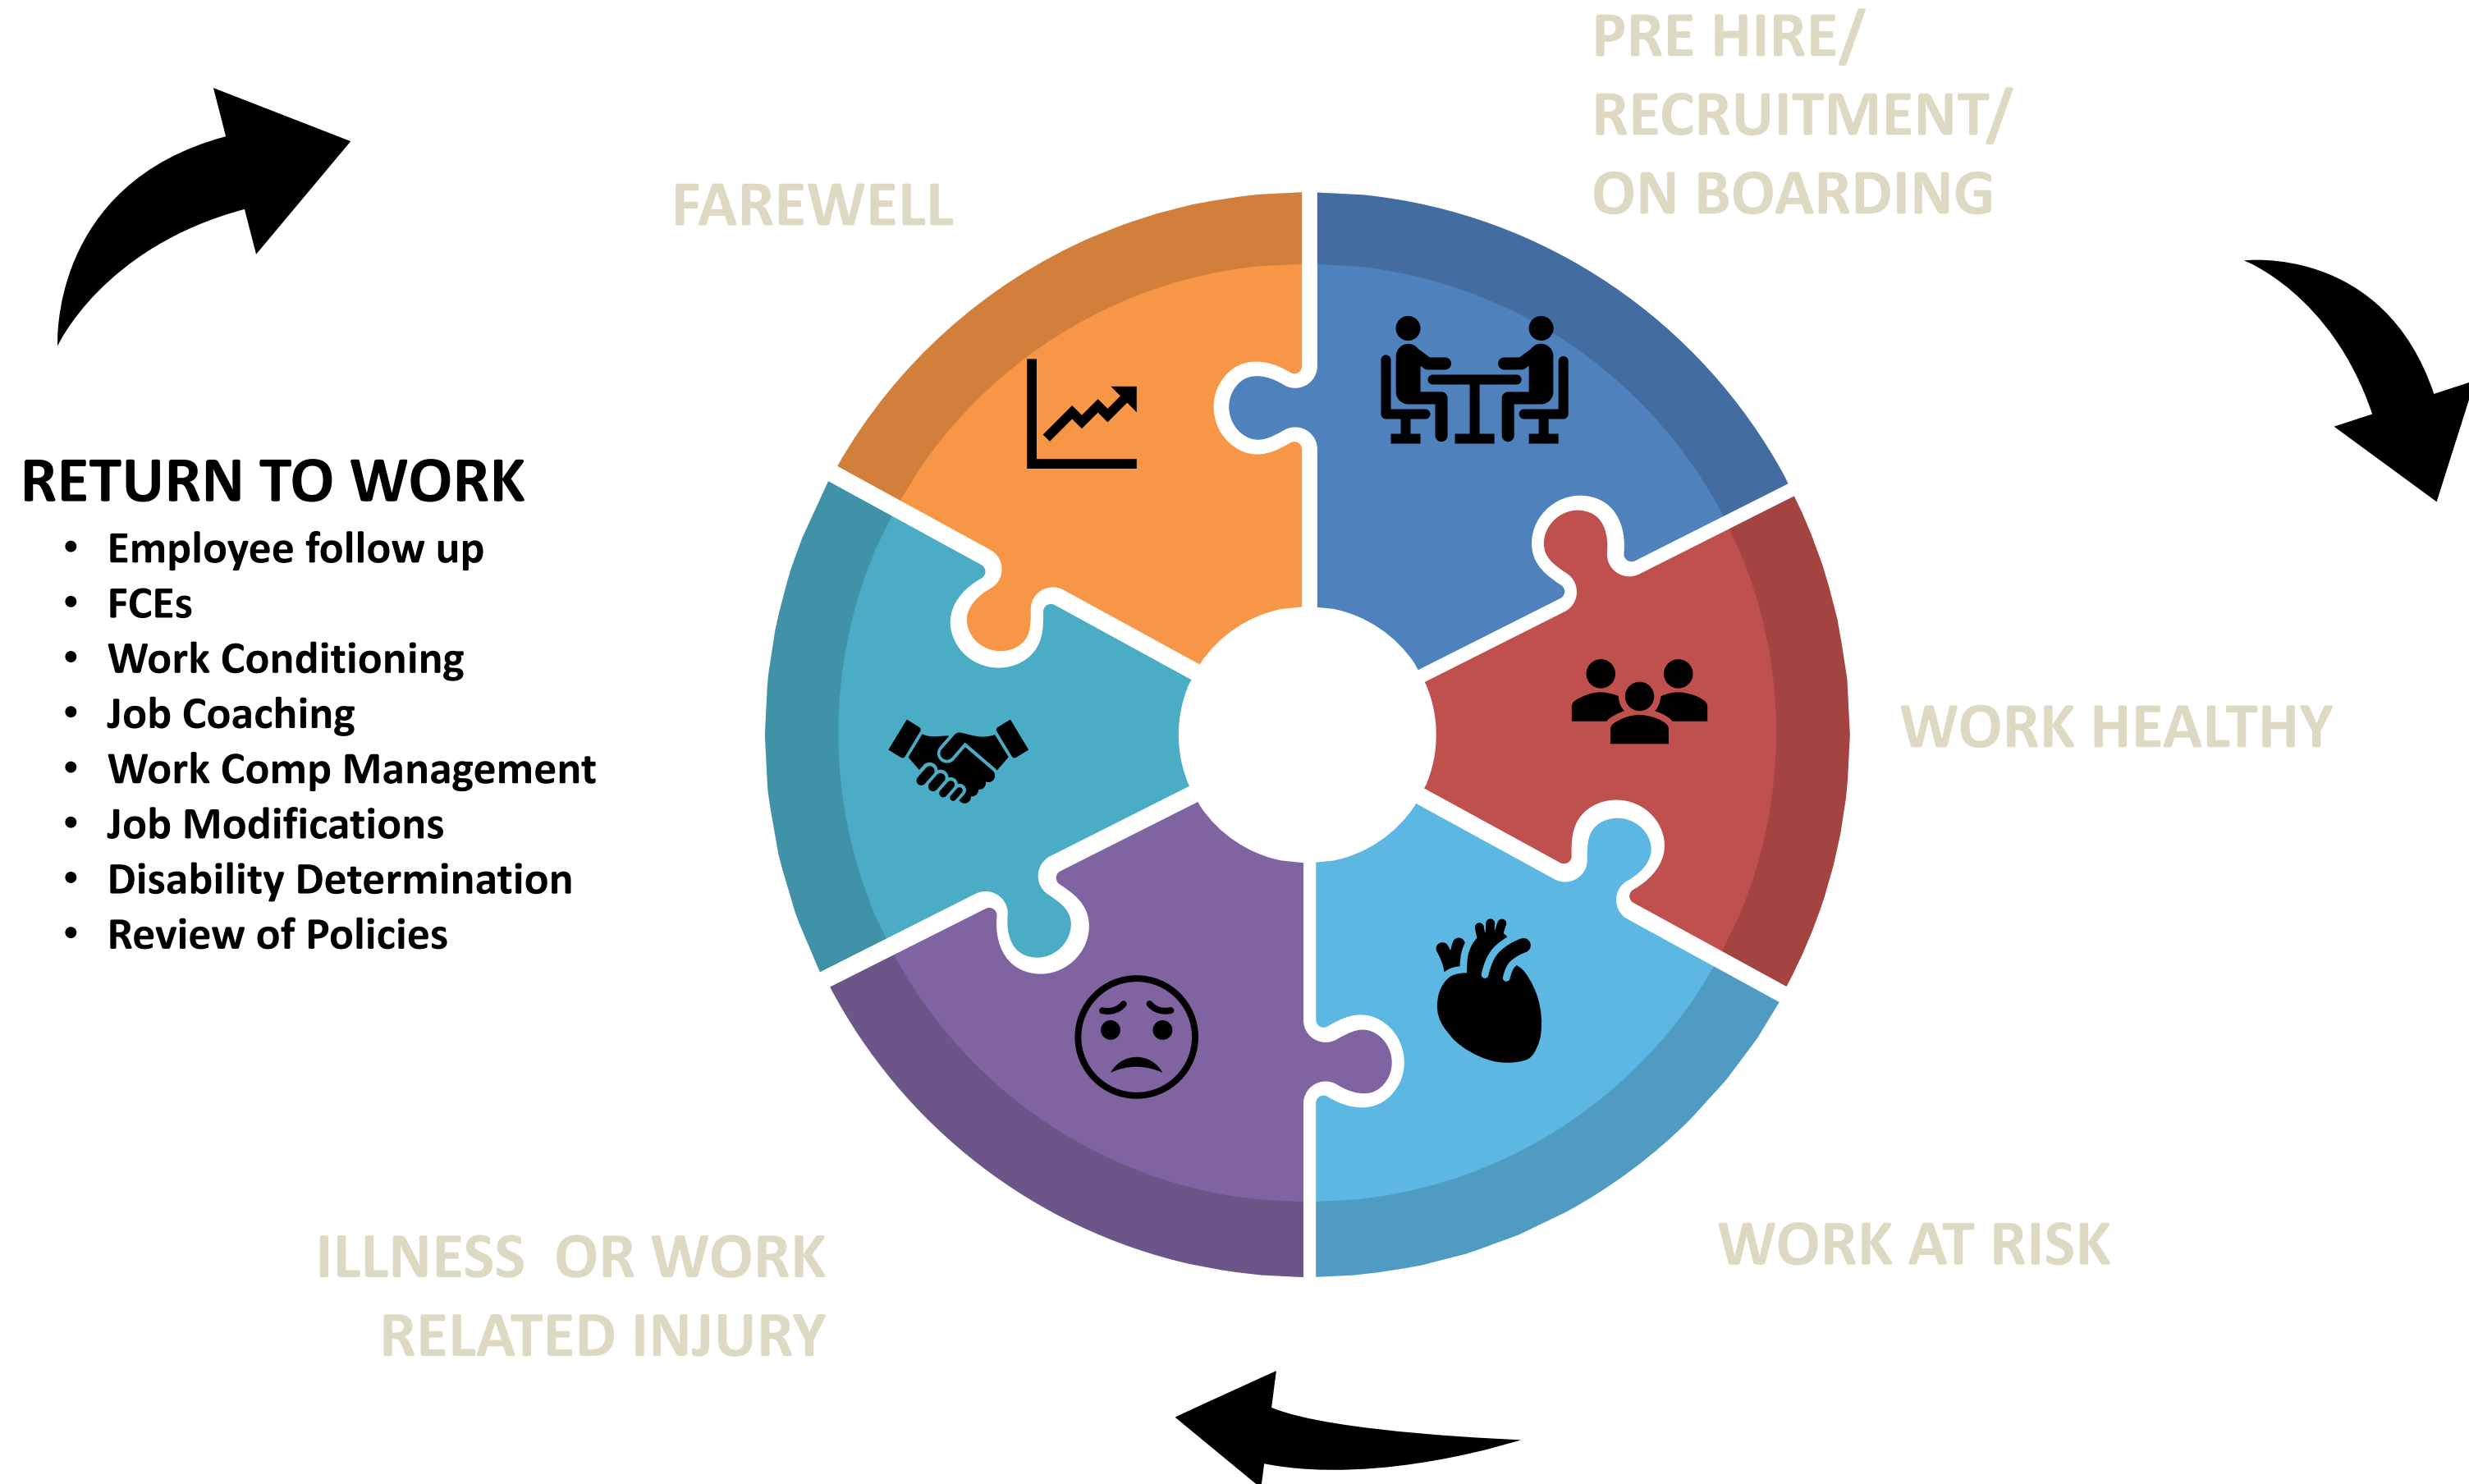 PRE HIRE/
RECRUITMENT/
ON BOARDING
FAREWELL
RETURN TO WORK
• Employee follow up
• FCEs
• Work Conditioning
• Job Coaching
• Work Comp Management
• Job Modifications
• Disability Determination
• Review of Policies
WORK HEALTHY
WORK AT RISK
ILLNESS OR WORK
RELATED INJURY